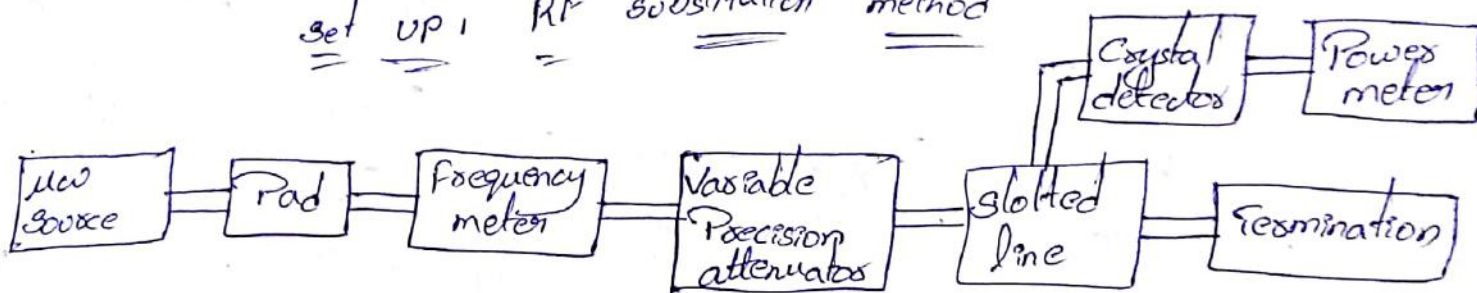 Set UP , RF substitution method
Crystal
detector
Power
meter
μw
source
Pad
frequency
meter
Variable
Precision
attenuator
slotted
line
Termination